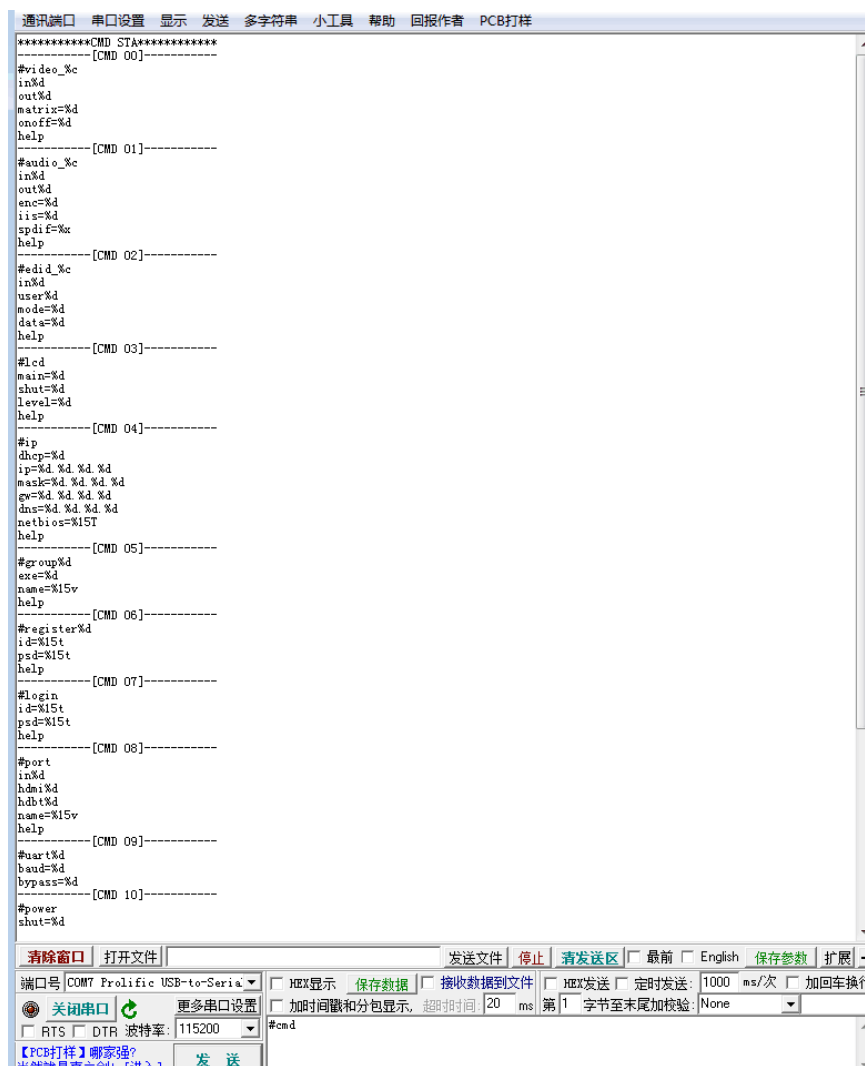 通讯端口 串口设置 显示 发送 多字符串 小工具 帮助 回报作者 PCB打样
***********CMD STA************
-----------[CMD 00]-----------
#video_%c
in%d
out%d
matrix=%d
onoff=%d
help
-----------[CMD 01]-----------
#audio_%c
in%d
out%d
enc=%d
iis=%d
spdif=%x
help
-----------[CMD 02]-----------
#edid_%c
in%d
user%d
mode=%d
data=%d
help
-----------[CMD 03]-----------
#lcd
main=%d
shut=%d
level=%d
help
-----------[CMD 04]-----------
#ip
dhcp=%d
ip=%d.%d.%d.%d
mask=%d.%d.%d.%d
gw=%d.%d.%d.%d
dns=%d.%d.%d.%d
netbios=%15T
help
-----------[CMD 05]-----------
#group%d
exe=%d
name=%15v
help
-----------[CMD 06]-----------
#register%d
id=%15t
psd=%15t
help
-----------[CMD 07]-----------
#login
id=%15t
psd=%15t
help
-----------[CMD 08]-----------
#port
in%d
hdmi%d
hdbt%d
name=%15v
help
-----------[CMD 09]-----------
#uart%d
baud=%d
bypass=%d
-----------[CMD 10]-----------
#power
shut=%d
清除窗口 打开文件 发送文件 停止 清发送区 最前 English 保存参数 扩展
端口号 COM7 Prolific USB-to-Seria HEX显示 保存数据 接收数据到文件 HEX发送 定时发送: 1000 ms/次 加回车换行
关闭串口 更多串口设置 加时间戳和分包显示, 超时时间: 20 ms 第 1 字节至末尾加校验: None
RTS DTR 波特率: 115200 #cmd
【PCB打样】哪家强?
发 送